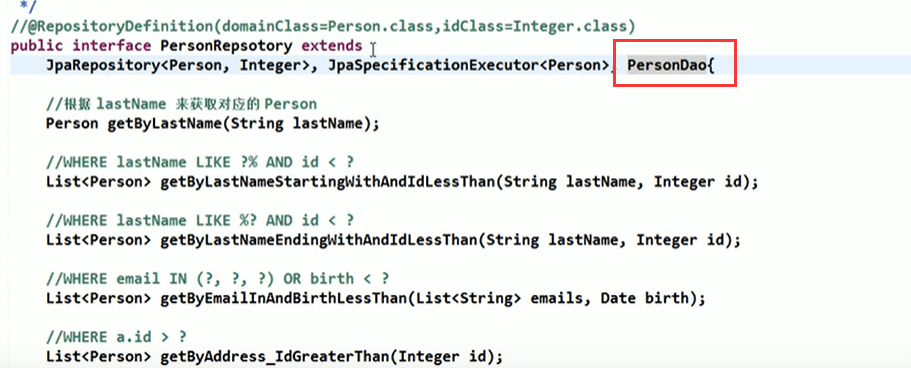 */
//@RepositoryDefinition(domainClass=Person.class,idClass=Integer.class)
public interface PersonRepsotory extends
JpaRepository<Person, Integer>, JpaSpecificationExecutor<Person>, PersonDao{
//根据 lastName 来获取对应的 Person
Person getByLastName(String lastName);
//WHERE lastName LIKE ?% AND id < ?
List<Person> getByLastNameStartingWithAndIdLessThan(String lastName, Integer id);
//WHERE lastName LIKE %? AND id < ?
List<Person> getByLastNameEndingWithAndIdLessThan(String lastName, Integer id);
//WHERE email IN (?, ?, ?) OR birth < ?
List<Person> getByEmailInAndBirthLessThan(List<String> emails, Date birth);
//WHERE a.id > ?
List<Person> getByAddress_IdGreaterThan(Integer id);